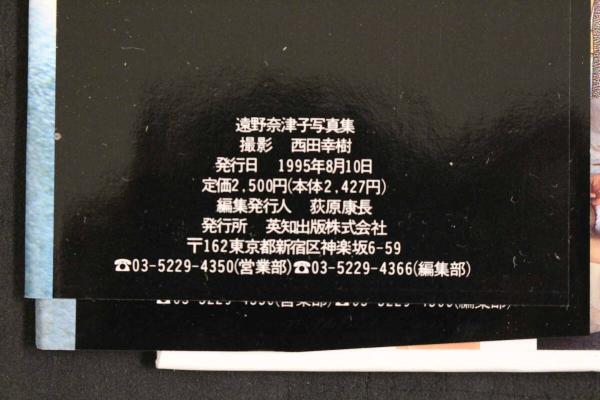 遠野奈津子写真集
撮影 西田幸樹
発行日 1995年8月10日
定価2,500円(本体2,427円)
編集発行人 荻原康長
発行所 英知出版株式会社
〒162東京都新宿区神楽坂6-59
☎03-5229-4350(営業部)☎03-5229-4366(編集部)